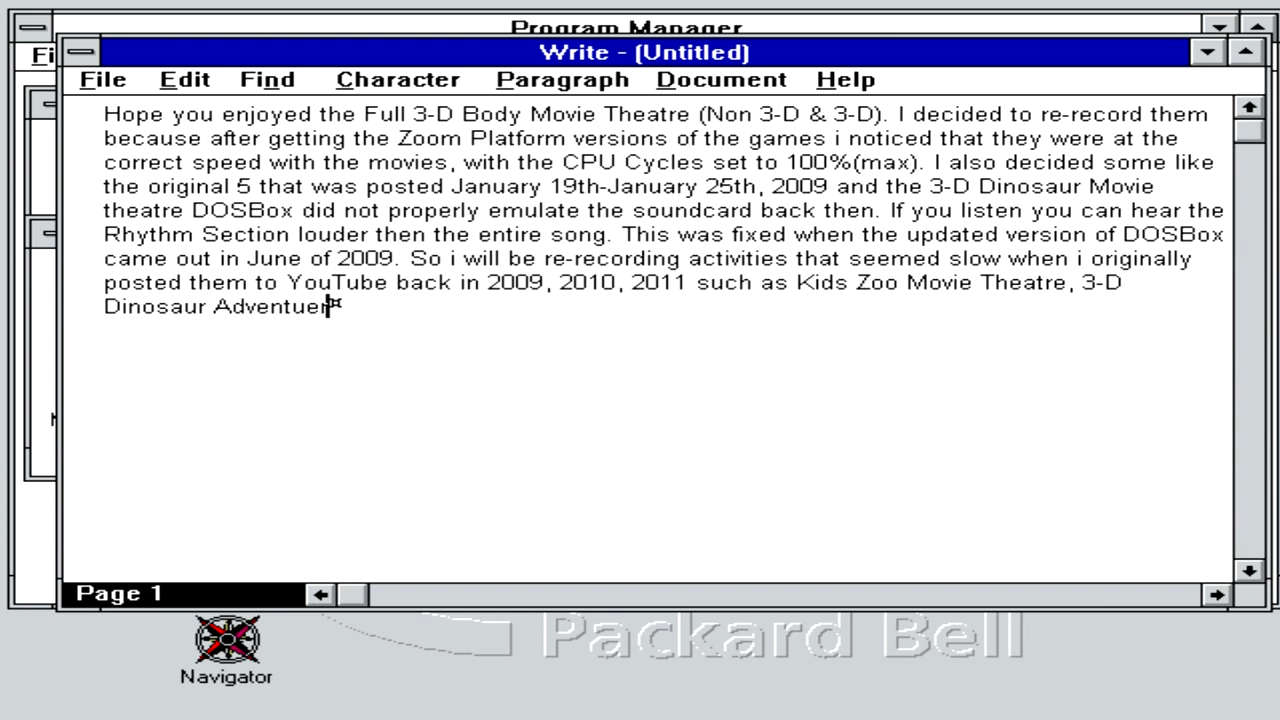 Program Manager
Write - (Untitled)
Fi
File Edit Find Character Paragraph Document Help
Hope you enjoyed the Full 3-D Body Movie Theatre (Non 3-D & 3-D). I decided to re-record them
because after getting the Zoom Platform versions of the games i noticed that they were at the
correct speed with the movies, with the CPU Cycles set to 100%(max). I also decided some like
the original 5 that was posted January 19th-January 25th, 2009 and the 3-D Dinosaur Movie
theatre DOSBox did not properly emulate the soundcard back then. If you listen you can hear the
Rhythm Section louder then the entire song. This was fixed when the updated version of DOSBox
came out in June of 2009. So i will be re-recording activities that seemed slow when i originally
posted them to YouTube back in 2009, 2010, 2011 such as Kids Zoo Movie Theatre, 3-D
Dinosaur Adventuer
Page 1
Packard Bell
Navigator